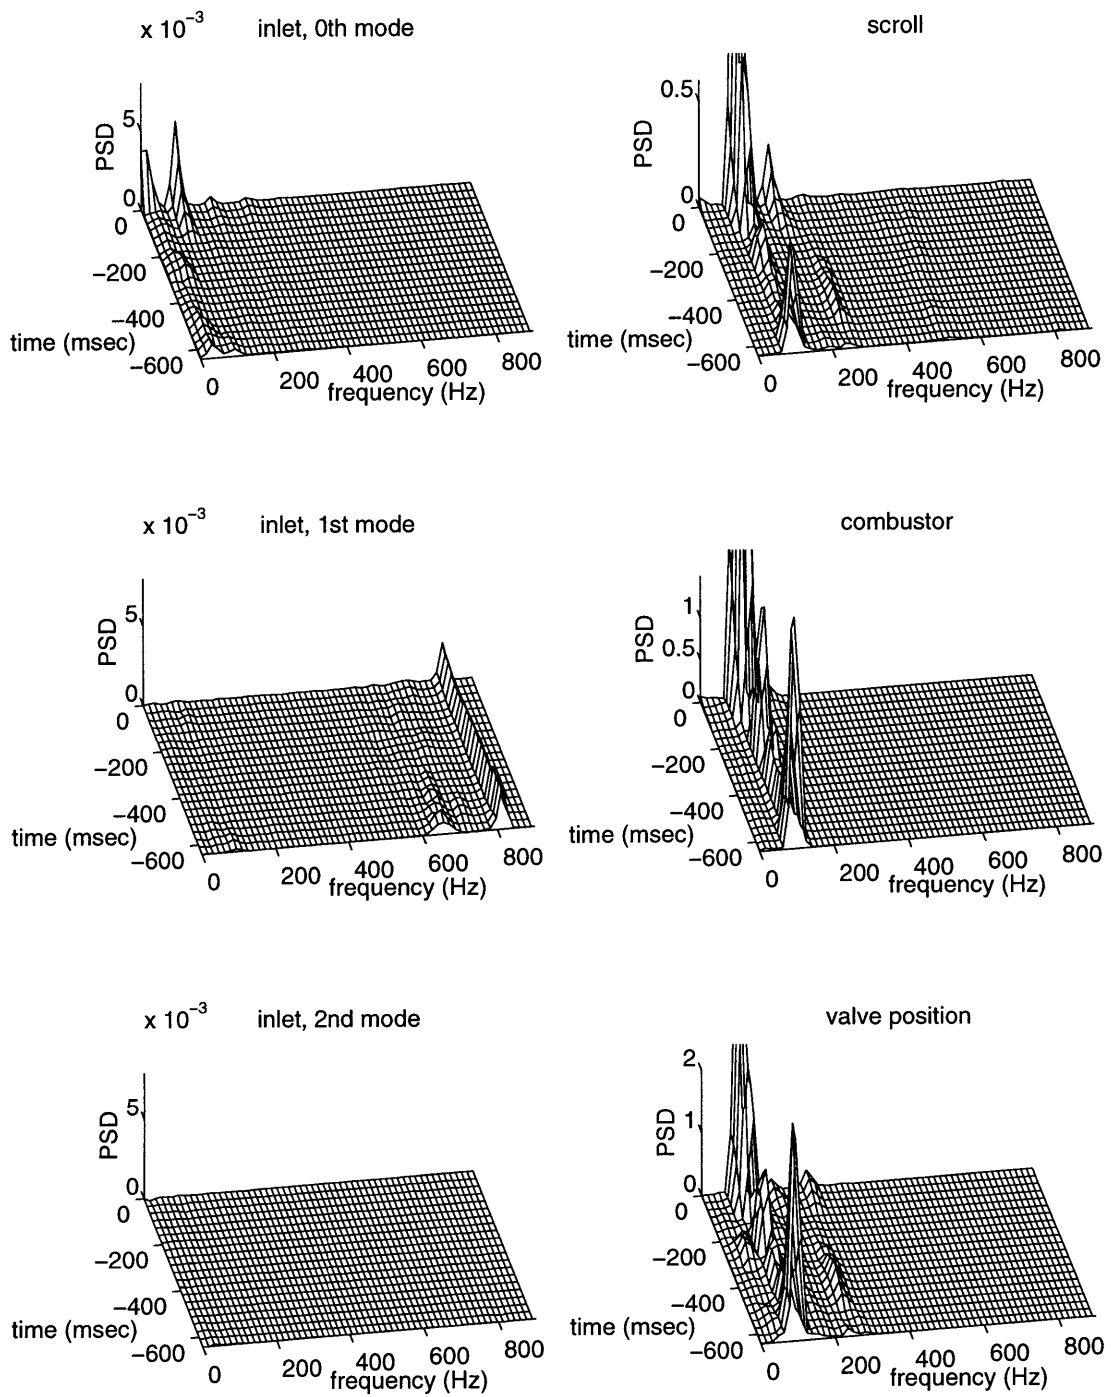 x 10⁻³ inlet, 0th mode
PSD
5
0
0
−200
−400
−600
time (msec)
0
200
400
600
800
frequency (Hz)
scroll
PSD
0.5
0
0
−200
−400
−600
time (msec)
0
200
400
600
800
frequency (Hz)
x 10⁻³ inlet, 1st mode
PSD
5
0
0
−200
−400
−600
time (msec)
0
200
400
600
800
frequency (Hz)
combustor
PSD
1
0.5
0
0
−200
−400
−600
time (msec)
0
200
400
600
800
frequency (Hz)
x 10⁻³ inlet, 2nd mode
PSD
5
0
0
−200
−400
−600
time (msec)
0
200
400
600
800
frequency (Hz)
valve position
PSD
2
1
0
0
−200
−400
−600
time (msec)
0
200
400
600
800
frequency (Hz)